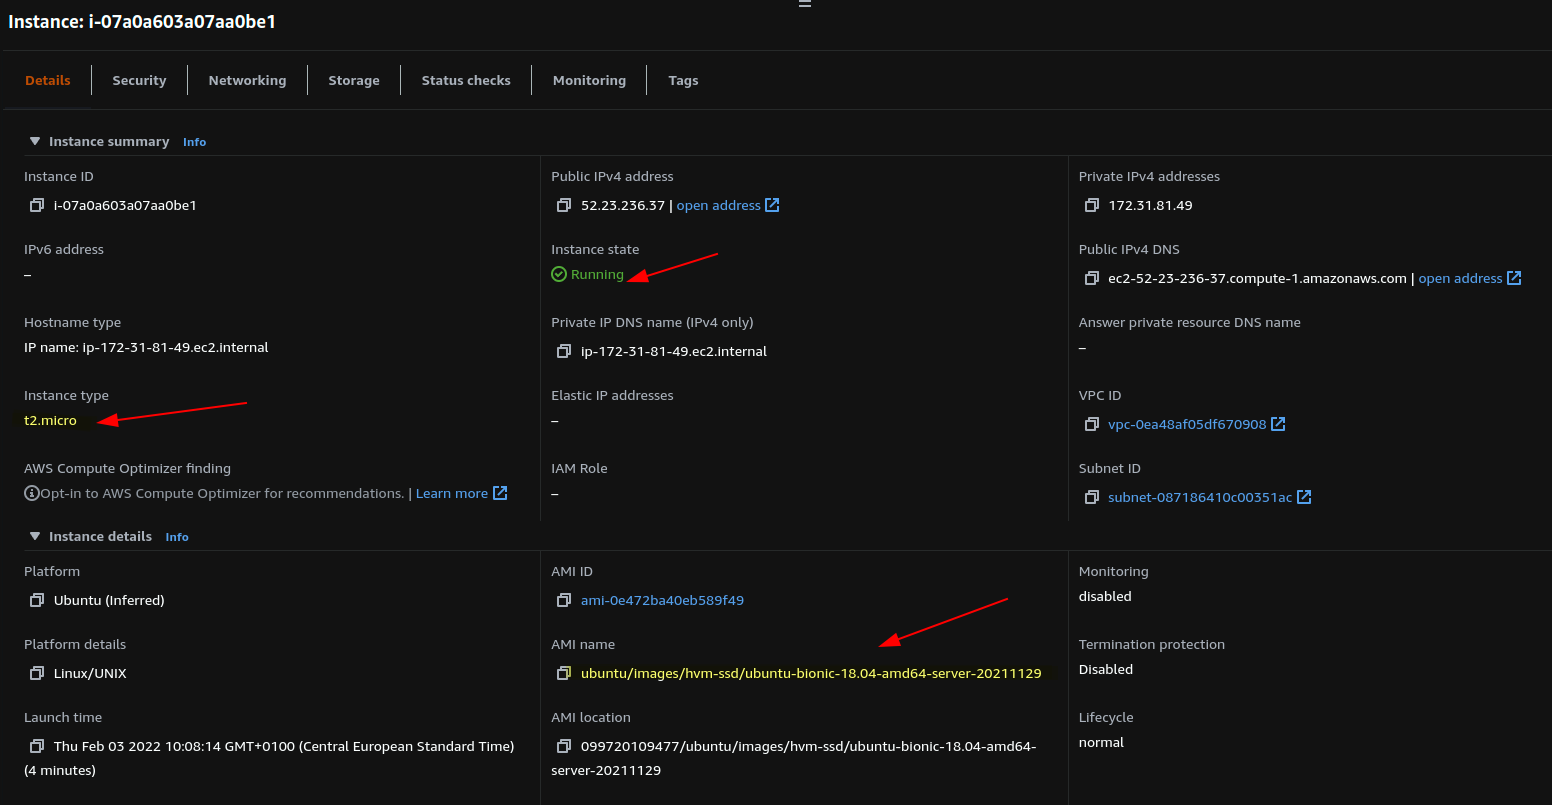 Instance: i-07a0a603a07aa0be1
Details
Security
Networking
Storage
Status checks
Monitoring
Tags
Instance summary Info
Instance ID
i-07a0a603a07aa0be1
Public IPv4 address
52.23.236.37 | open address
Private IPv4 addresses
172.31.81.49
IPv6 address
–
Instance state
Running
Public IPv4 DNS
ec2-52-23-236-37.compute-1.amazonaws.com | open address
Hostname type
IP name: ip-172-31-81-49.ec2.internal
Private IP DNS name (IPv4 only)
ip-172-31-81-49.ec2.internal
Answer private resource DNS name
–
Instance type
t2.micro
Elastic IP addresses
–
VPC ID
vpc-0ea48af05df670908
AWS Compute Optimizer finding
Opt-in to AWS Compute Optimizer for recommendations. | Learn more
IAM Role
–
Subnet ID
subnet-087186410c00351ac
Instance details Info
Platform
Ubuntu (Inferred)
AMI ID
ami-0e472ba40eb589f49
Monitoring
disabled
Platform details
Linux/UNIX
AMI name
ubuntu/images/hvm-ssd/ubuntu-bionic-18.04-amd64-server-20211129
Termination protection
Disabled
Launch time
Thu Feb 03 2022 10:08:14 GMT+0100 (Central European Standard Time)
(4 minutes)
AMI location
099720109477/ubuntu/images/hvm-ssd/ubuntu-bionic-18.04-amd64-
server-20211129
Lifecycle
normal